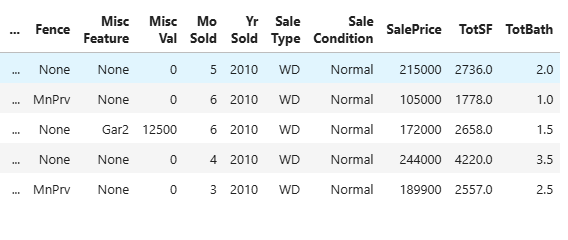 ... Fence Misc Feature Misc Val Mo Sold Yr Sold Sale Type Sale Condition SalePrice TotSF TotBath
... None None 0 5 2010 WD Normal 215000 2736.0 2.0
... MnPrv None 0 6 2010 WD Normal 105000 1778.0 1.0
... None Gar2 12500 6 2010 WD Normal 172000 2658.0 1.5
... None None 0 4 2010 WD Normal 244000 4220.0 3.5
... MnPrv None 0 3 2010 WD Normal 189900 2557.0 2.5